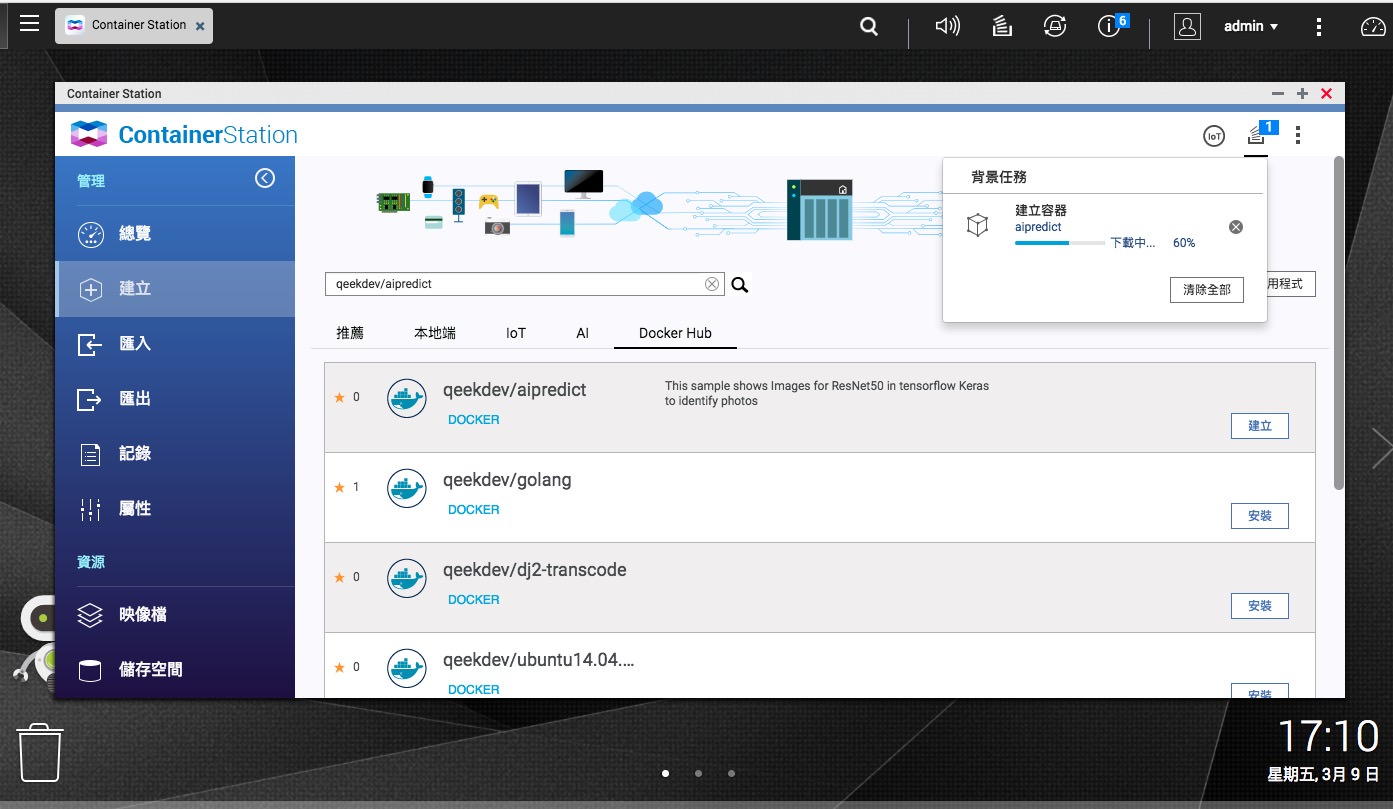 Container Station
6
admin
Container Station
ContainerStation
IoT
1
管理
總覽
建立
匯入
匯出
記錄
屬性
資源
映像檔
儲存空間
背景任務
建立容器
aipredict
下載中...
60%
清除全部
用程式
qeekdev/aipredict
推薦
本地端
IoT
AI
Docker Hub
0
qeekdev/aipredict
DOCKER
This sample shows Images for ResNet50 in tensorflow Keras
to identify photos
建立
1
qeekdev/golang
DOCKER
安裝
0
qeekdev/dj2-transcode
DOCKER
安裝
0
qeekdev/ubuntu14.04....
DOCKER
安裝
17:10
星期五, 3月 9 日